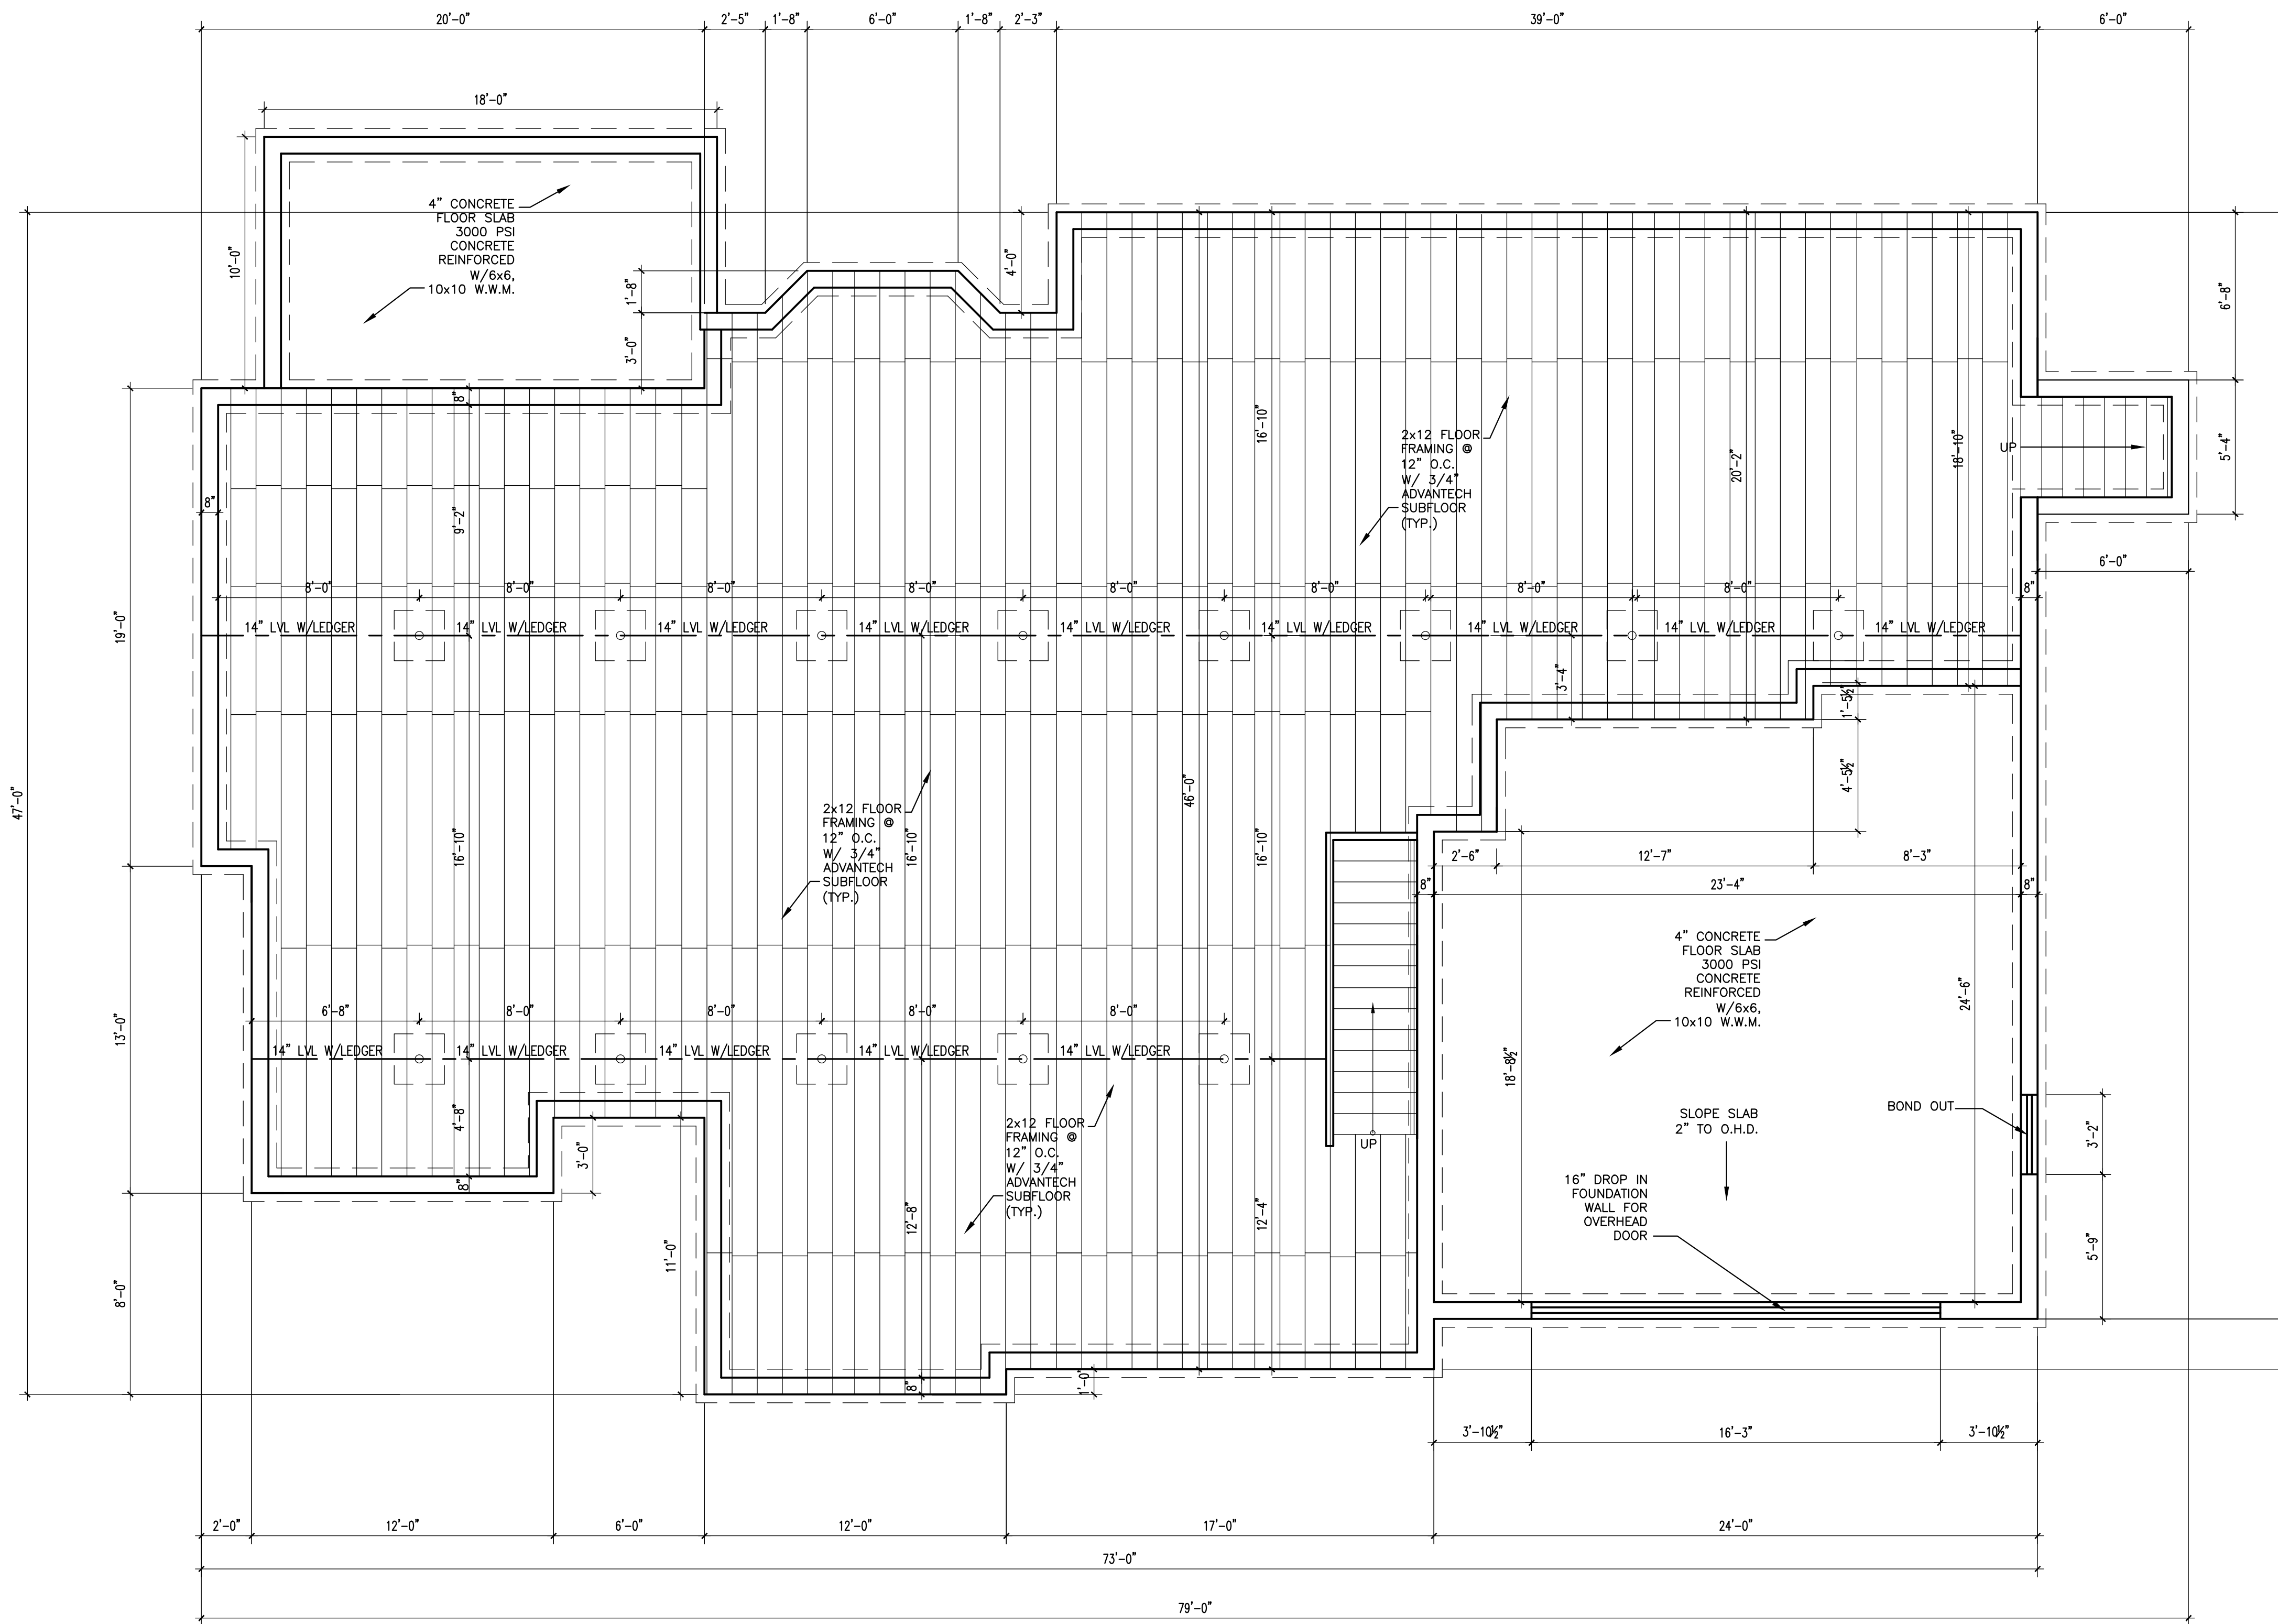 20'-0"
2'-5"
1'-8"
6'-0"
1'-8"
2'-3"
39'-0"
6'-0"
18'-0"
10'-0"
4" CONCRETE
FLOOR SLAB
3000 PSI
CONCRETE
REINFORCED
W/6x6,
10x10 W.W.M.
1'-8"
3'-0"
4'-0"
6'-8"
5'-4"
6'-0"
UP
8"
8"
9'-2"
16'-10"
20'-2"
18'-10"
2x12 FLOOR
FRAMING @
12" O.C.
W/ 3/4"
ADVANTECH
SUBFLOOR
(TYP.)
8'-0"
8'-0"
8'-0"
8'-0"
8'-0"
8'-0"
8'-0"
8'-0"
8"
14" LVL W/LEDGER
14" LVL W/LEDGER
14" LVL W/LEDGER
14" LVL W/LEDGER
14" LVL W/LEDGER
14" LVL W/LEDGER
14" LVL W/LEDGER
14" LVL W/LEDGER
14" LVL W/LEDGER
19'-0"
47'-0"
3'-4"
1'-5½"
4'-5½"
2x12 FLOOR
FRAMING @
12" O.C.
W/ 3/4"
ADVANTECH
SUBFLOOR
(TYP.)
16'-10"
16'-10"
46'-0"
16'-10"
2'-6"
12'-7"
8'-3"
8"
23'-4"
8"
4" CONCRETE
FLOOR SLAB
3000 PSI
CONCRETE
REINFORCED
W/6x6,
10x10 W.W.M.
24'-6"
18'-8½"
13'-0"
6'-8"
8'-0"
8'-0"
8'-0"
8'-0"
14" LVL W/LEDGER
14" LVL W/LEDGER
14" LVL W/LEDGER
14" LVL W/LEDGER
14" LVL W/LEDGER
4'-8"
8"
3'-0"
2x12 FLOOR
FRAMING @
12" O.C.
W/ 3/4"
ADVANTECH
SUBFLOOR
(TYP.)
UP
SLOPE SLAB
2" TO O.H.D.
BOND OUT
3'-2"
5'-9"
16" DROP IN
FOUNDATION
WALL FOR
OVERHEAD
DOOR
8'-0"
11'-0"
12'-8"
12'-4"
8"
1'-0"
3'-10½"
16'-3"
3'-10½"
2'-0"
12'-0"
6'-0"
12'-0"
17'-0"
24'-0"
73'-0"
79'-0"